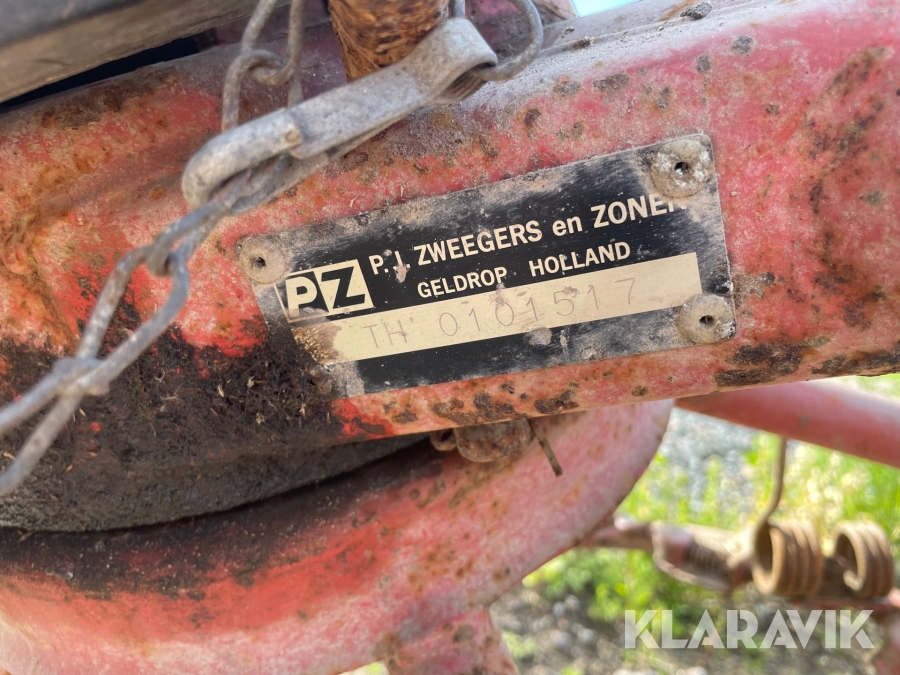 PZ
P.J. ZWEEGERS en ZONEN
GELDROP HOLLAND
TH 0101517
KLARAVIK